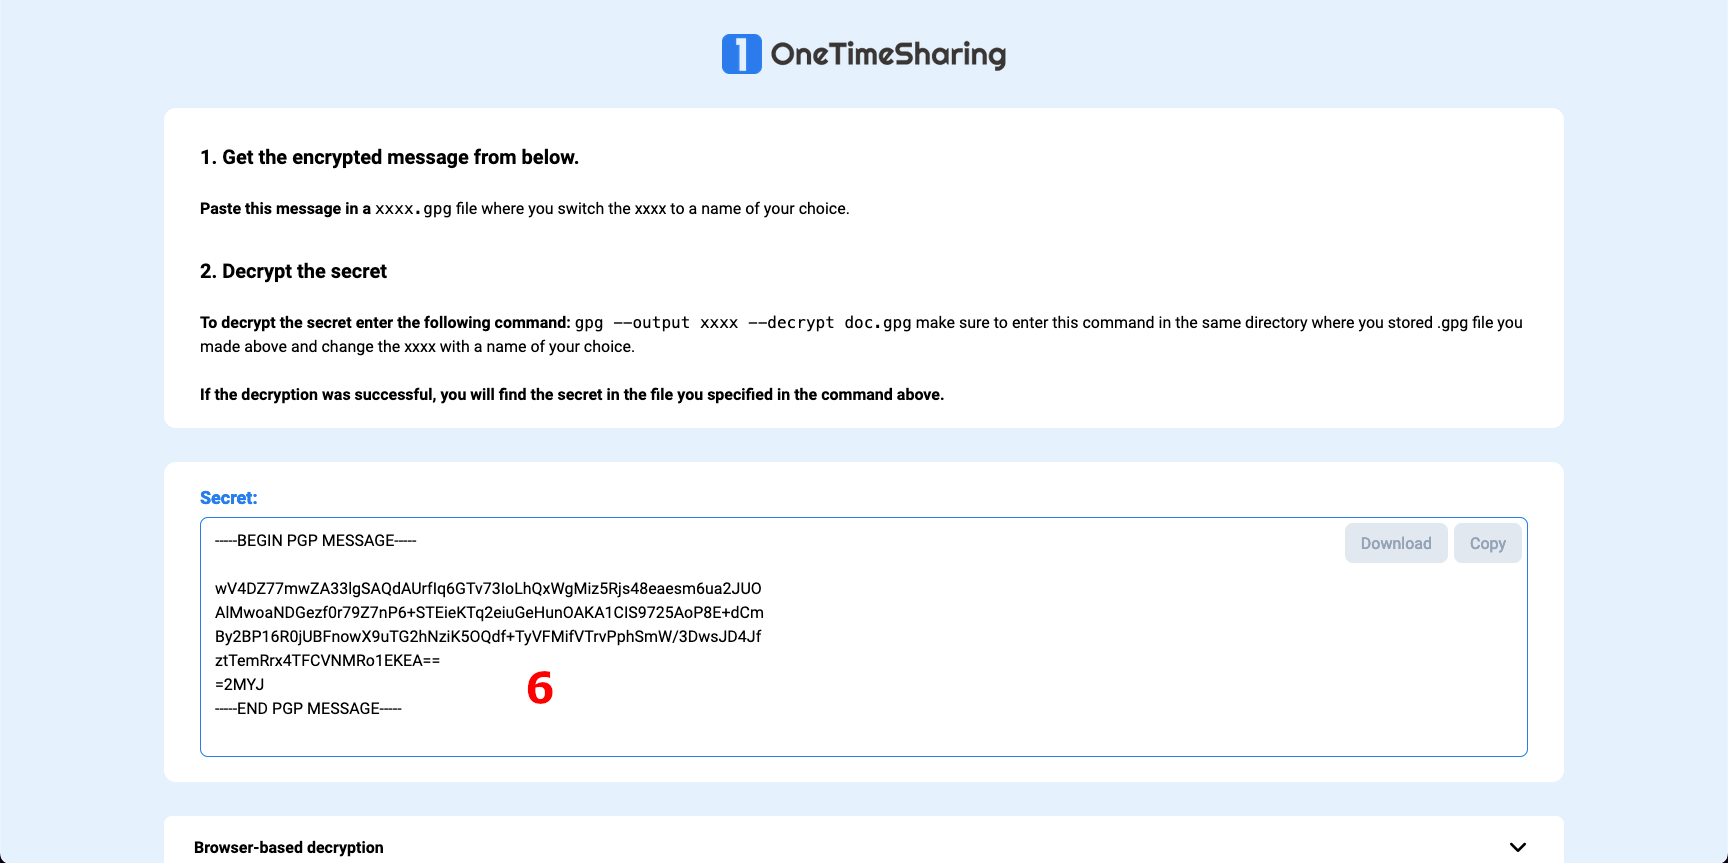 1 OneTimeSharing
1. Get the encrypted message from below.
Paste this message in a xxxx.gpg file where you switch the xxxx to a name of your choice.
2. Decrypt the secret
To decrypt the secret enter the following command: gpg --output xxxx --decrypt doc.gpg make sure to enter this command in the same directory where you stored .gpg file you
made above and change the xxxx with a name of your choice.
If the decryption was successful, you will find the secret in the file you specified in the command above.
Secret:
-----BEGIN PGP MESSAGE-----
Download Copy
wV4DZ77mwZA33lgSAQdAUrfIq6GTv73IoLhQxWgMiz5Rjs48eaesm6ua2JUO
AlMwoaNDGezf0r79Z7nP6+STEieKTq2eiuGeHunOAKA1CIS9725AoP8E+dCm
By2BP16R0jUBFnowX9uTG2hNziK5OQdf+TyVFMifVTrvPphSmW/3DwsJD4Jf
ztTemRrx4TFCVNMRo1EKEA==
=2MYJ
6
-----END PGP MESSAGE-----
Browser-based decryption